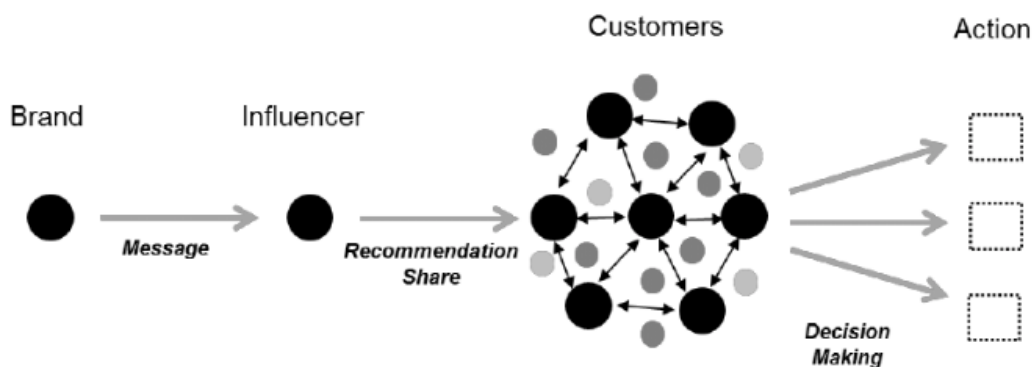 Customers
Action
Brand
Influencer
Message
Recommendation
Share
Decision
Making